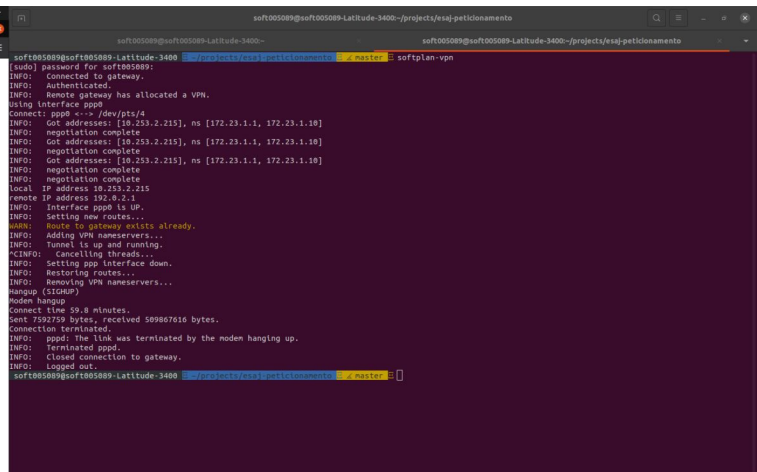 soft005089@soft005089-Latitude-3400:~/projects/esaj-peticionamento
soft005089@soft005089-Latitude-3400:~
soft005089@soft005089-Latitude-3400:~/projects/esaj-peticionamento
soft005089@soft005089-Latitude-3400 ~/projects/esaj-peticionamento master softplan-vpn
[sudo] password for soft005089:
INFO: Connected to gateway.
INFO: Authenticated.
INFO: Remote gateway has allocated a VPN.
Using interface ppp0
Connect: ppp0 <--> /dev/pts/4
INFO: Got addresses: [10.253.2.215], ns [172.23.1.1, 172.23.1.10]
INFO: negotiation complete
INFO: Got addresses: [10.253.2.215], ns [172.23.1.1, 172.23.1.10]
INFO: negotiation complete
INFO: Got addresses: [10.253.2.215], ns [172.23.1.1, 172.23.1.10]
INFO: negotiation complete
INFO: negotiation complete
local IP address 10.253.2.215
remote IP address 192.0.2.1
INFO: Interface ppp0 is UP.
INFO: Setting new routes...
WARN: Route to gateway exists already.
INFO: Adding VPN nameservers...
INFO: Tunnel is up and running.
^CINFO: Cancelling threads...
INFO: Setting ppp interface down.
INFO: Restoring routes...
INFO: Removing VPN nameservers...
Hangup (SIGHUP)
Modem hangup
Connect time 59.8 minutes.
Sent 7592759 bytes, received 509867616 bytes.
Connection terminated.
INFO: pppd: The link was terminated by the modem hanging up.
INFO: Terminated pppd.
INFO: Closed connection to gateway.
INFO: Logged out.
soft005089@soft005089-Latitude-3400 ~/projects/esaj-peticionamento master